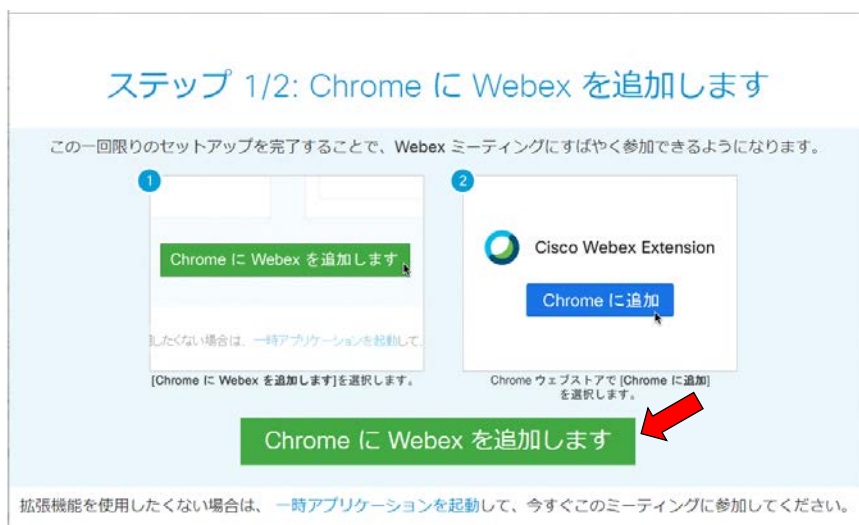 ステップ 1/2: Chrome に Webex を追加します
この一回限りのセットアップを完了することで、Webex ミーティングにすばやく参加できるようになります。
1
Chrome に Webex を追加します
したくない場合は、一時アプリケーションを起動して、
[Chrome に Webex を追加します]を選択します。
2
Cisco Webex Extension
Chrome に追加
Chrome ウェブストアで [Chrome に追加]
を選択します。
Chrome に Webex を追加します
拡張機能を使用したくない場合は、一時アプリケーションを起動して、今すぐこのミーティングに参加してください。